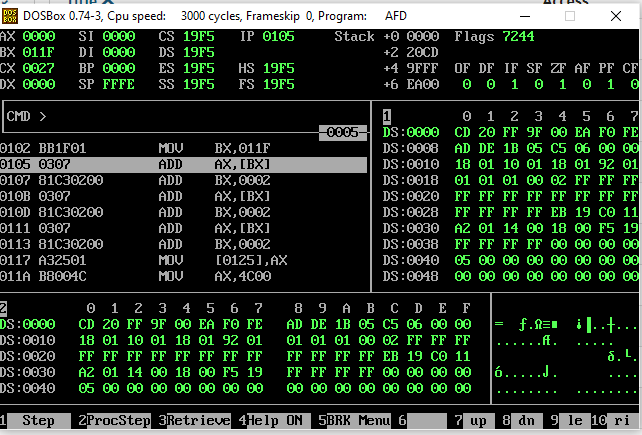 Title
Access
DOSBox 0.74-3, Cpu speed: 3000 cycles, Frameskip 0, Program: AFD
AX 0000 SI 0000 CS 19F5 IP 0105 Stack +0 0000 Flags 7244
BX 011F DI 0000 DS 19F5 +2 20CD
CX 0027 BP 0000 ES 19F5 HS 19F5 +4 9FFF OF DF IF SF ZF AF PF CF
DX 0000 SP FFFE SS 19F5 FS 19F5 +6 EA00 0 0 1 0 1 0 1 0
CMD >
0005
0102 BB1F01 MOV BX,011F
0105 0307 ADD AX,[BX]
0107 81C30200 ADD BX,0002
010B 0307 ADD AX,[BX]
010D 81C30200 ADD BX,0002
0111 0307 ADD AX,[BX]
0113 81C30200 ADD BX,0002
0117 A32501 MOV [0125],AX
011A B8004C MOV AX,4C00
1 0 1 2 3 4 5 6 7
DS:0000 CD 20 FF 9F 00 EA F0 FE
DS:0008 AD DE 1B 05 C5 06 00 00
DS:0010 18 01 10 01 18 01 92 01
DS:0018 01 01 01 00 02 FF FF FF
DS:0020 FF FF FF FF FF FF FF FF
DS:0028 FF FF FF FF EB 19 C0 11
DS:0030 A2 01 14 00 18 00 F5 19
DS:0038 FF FF FF FF 00 00 00 00
DS:0040 05 00 00 00 00 00 00 00
DS:0048 00 00 00 00 00 00 00 00
2 0 1 2 3 4 5 6 7 8 9 A B C D E F
DS:0000 CD 20 FF 9F 00 EA F0 FE AD DE 1B 05 C5 06 00 00
DS:0010 18 01 10 01 18 01 92 01 01 01 01 00 02 FF FF FF
DS:0020 FF FF FF FF FF FF FF FF FF FF FF FF EB 19 C0 11
DS:0030 A2 01 14 00 18 00 F5 19 FF FF FF FF 00 00 00 00
DS:0040 05 00 00 00 00 00 00 00 00 00 00 00 00 00 00 00
1 Step 2 ProcStep 3 Retrieve 4 Help ON 5 BRK Menu 6 7 up 8 dn 9 le 10 ri